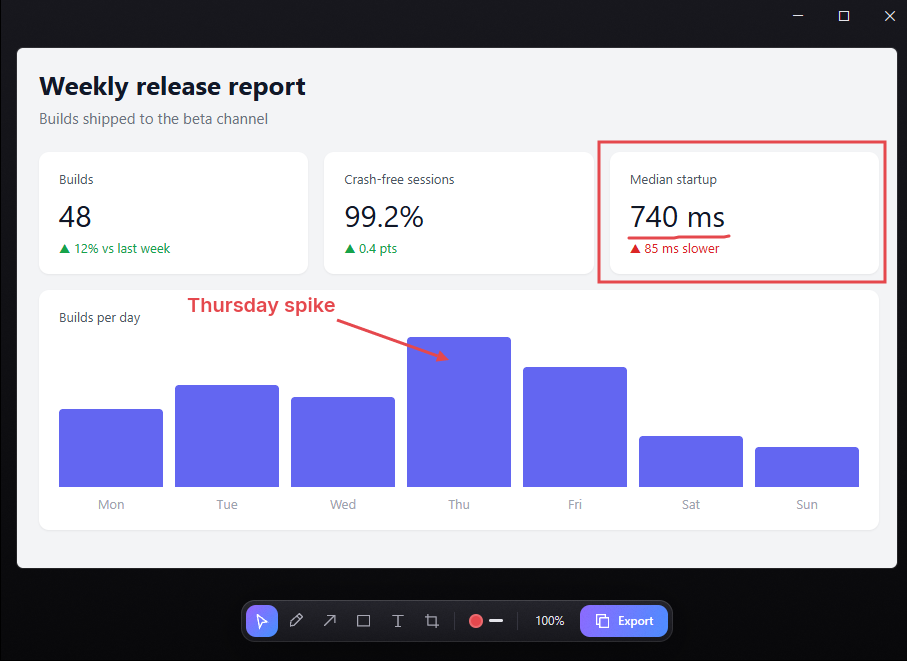 Weekly release report
Builds shipped to the beta channel
Builds
48
▲ 12% vs last week
Crash-free sessions
99.2%
▲ 0.4 pts
Median startup
740 ms
▲ 85 ms slower
Builds per day
Thursday spike
Mon Tue Wed Thu Fri Sat Sun
100% Export